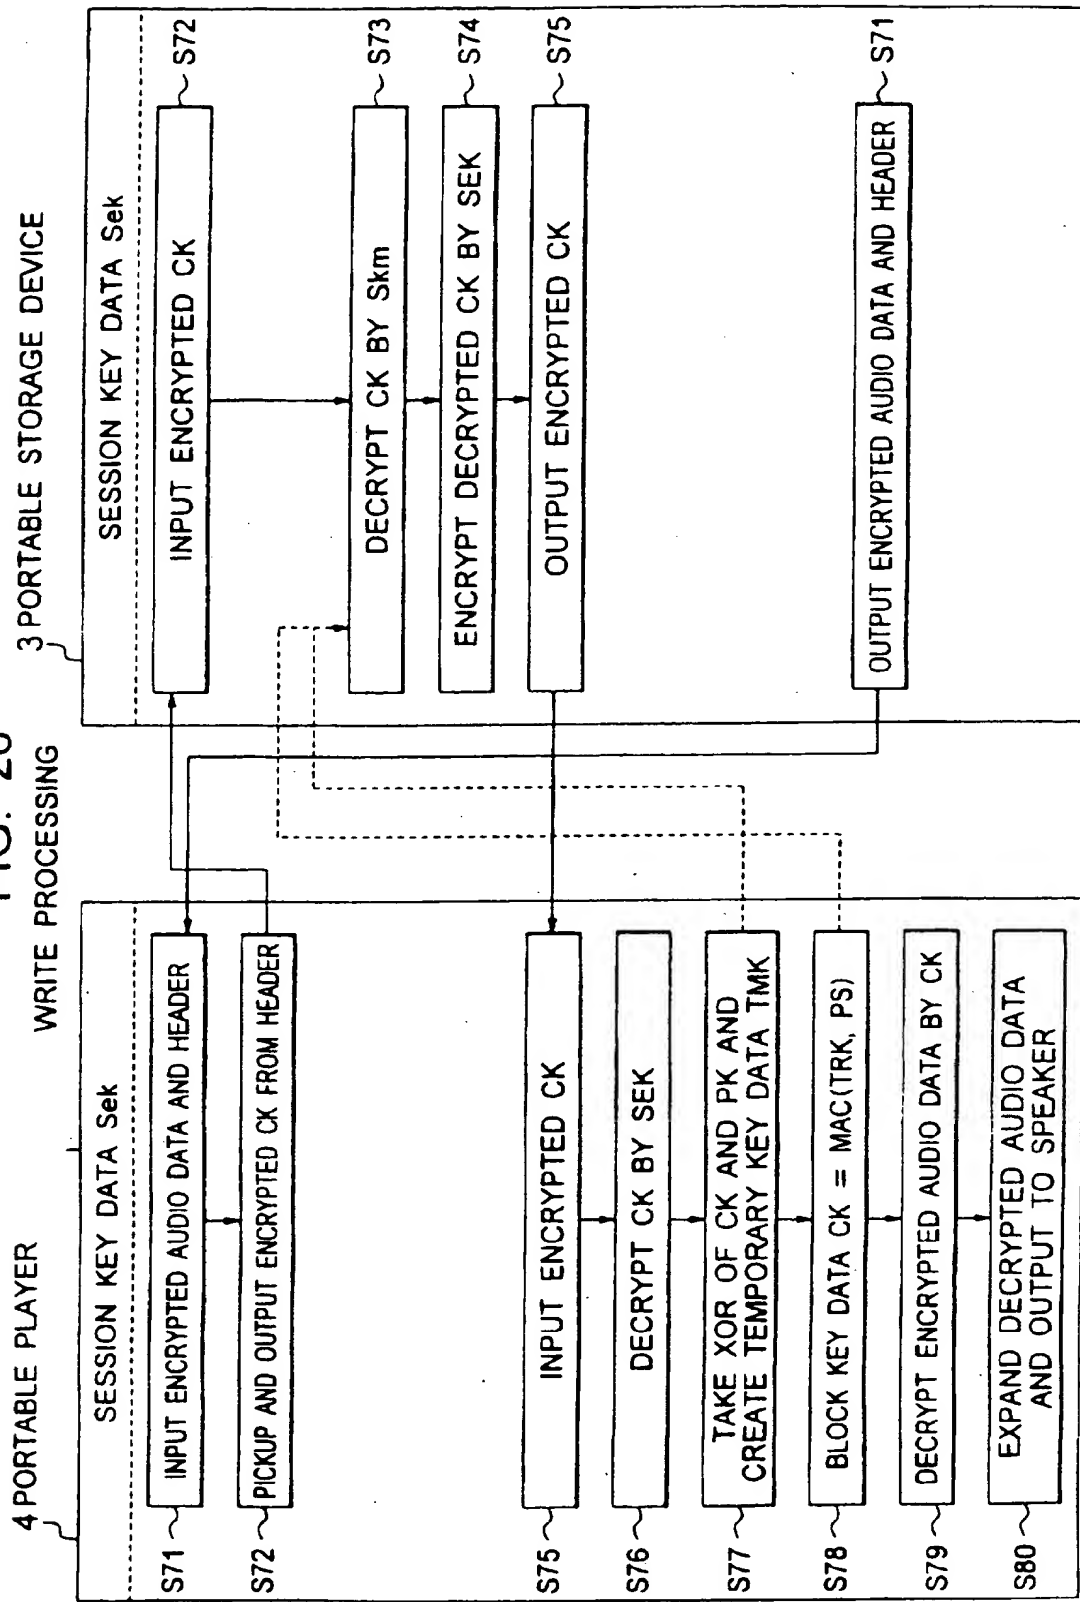 FIG. 20
WRITE PROCESSING
4 PORTABLE PLAYER
SESSION KEY DATA Sek
S71
INPUT ENCRYPTED AUDIO DATA AND HEADER
S72
PICKUP AND OUTPUT ENCRYPTED CK FROM HEADER
S75
INPUT ENCRYPTED CK
S76
DECRYPT CK BY SEK
S77
TAKE XOR OF CK AND PK AND
CREATE TEMPORARY KEY DATA TMK
S78
BLOCK KEY DATA CK = MAC(TRK, PS)
S79
DECRYPT ENCRYPTED AUDIO DATA BY CK
S80
EXPAND DECRYPTED AUDIO DATA
AND OUTPUT TO SPEAKER
3 PORTABLE STORAGE DEVICE
SESSION KEY DATA Sek
INPUT ENCRYPTED CK
S72
DECRYPT CK BY Skm
S73
ENCRYPT DECRYPTED CK BY SEK
S74
OUTPUT ENCRYPTED CK
S75
OUTPUT ENCRYPTED AUDIO DATA AND HEADER
S71